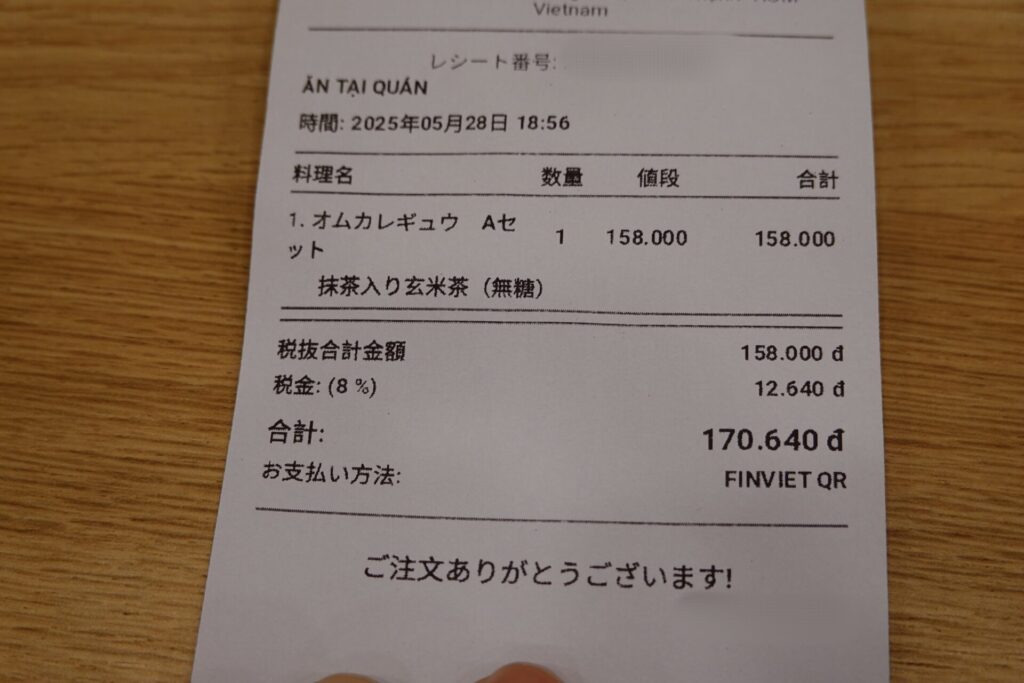 Vietnam
レシート番号:
ĂN TẠI QUÁN
時間: 2025年05月28日 18:56
料理名 数量 値段 合計
1. オムカレギュウ Aセ
ット 1 158.000 158.000
抹茶入り玄米茶（無糖）
税抜合計金額 158.000 đ
税金: (8 %) 12.640 đ
合計: 170.640 đ
お支払い方法: FINVIET QR
ご注文ありがとうございます!